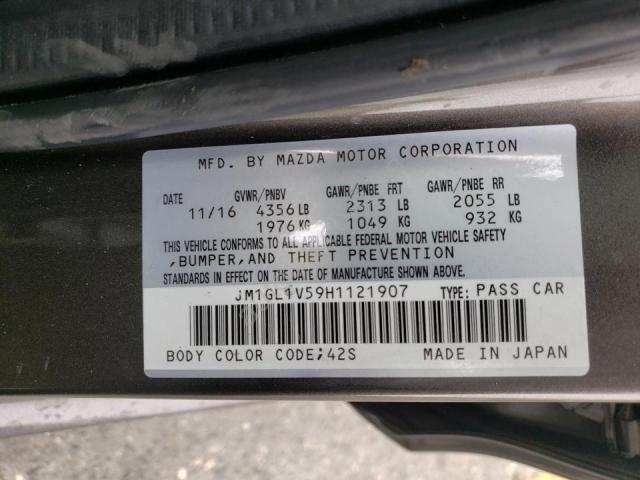 MFD. BY MAZDA MOTOR CORPORATION
DATE GVWR/PNBV GAWR/PNBE FRT GAWR/PNBE RR
11/16 4356 LB 2313 LB 2055 LB
1976 KG 1049 KG 932 KG
THIS VEHICLE CONFORMS TO ALL APPLICABLE FEDERAL MOTOR VEHICLE SAFETY
,BUMPER,AND THEFT PREVENTION
STANDARDS IN EFFECT ON THE DATE OF MANUFACTURE SHOWN ABOVE.
JM1GL1V59H1121907 TYPE: PASS CAR
BODY COLOR CODE;42S MADE IN JAPAN